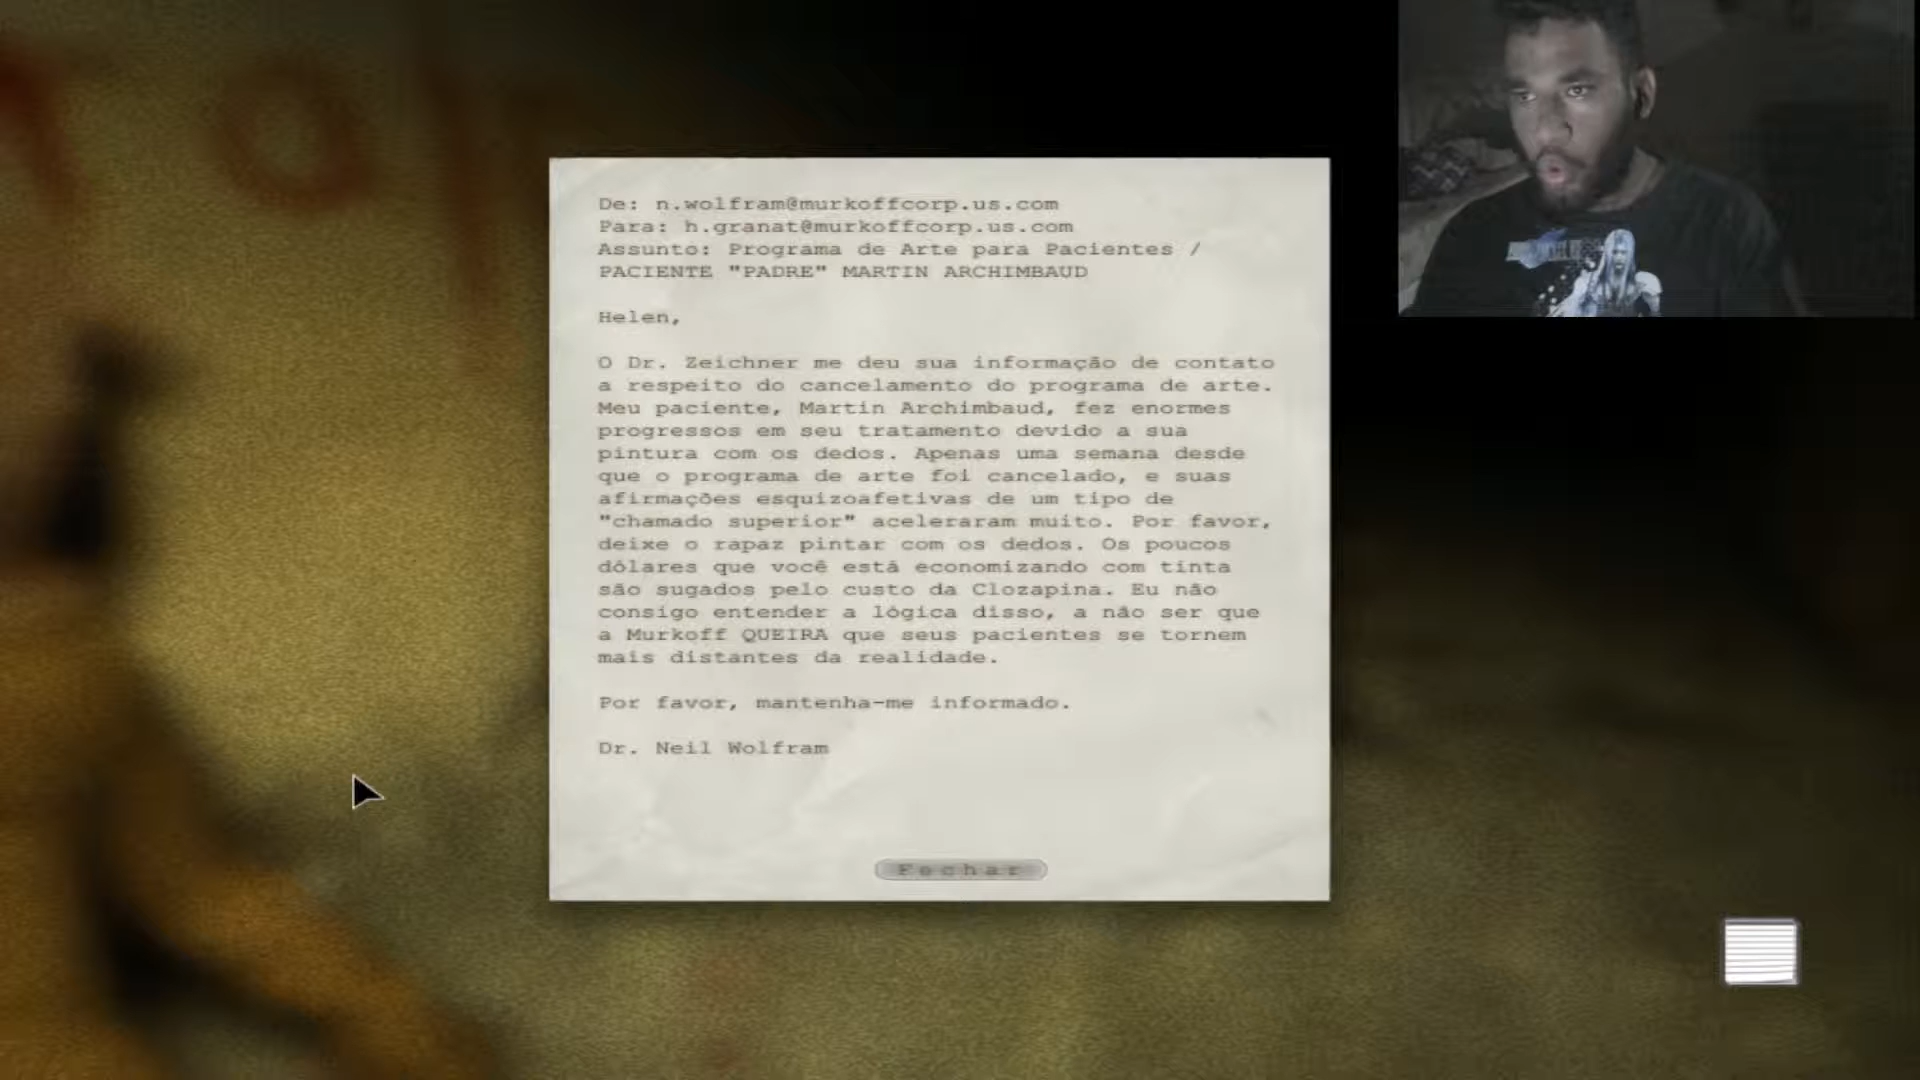 De: n.wolfram@murkoffcorp.us.com
Para: h.granat@murkoffcorp.us.com
Assunto: Programa de Arte para Pacientes /
PACIENTE "PADRE" MARTIN ARCHIMBAUD
Helen,
O Dr. Zeichner me deu sua informação de contato
a respeito do cancelamento do programa de arte.
Meu paciente, Martin Archimbaud, fez enormes
progressos em seu tratamento devido a sua
pintura com os dedos. Apenas uma semana desde
que o programa de arte foi cancelado, e suas
afirmações esquizoafetivas de um tipo de
"chamado superior" aceleraram muito. Por favor,
deixe o rapaz pintar com os dedos. Os poucos
dólares que você está economizando com tinta
são sugados pelo custo da Clozapina. Eu não
consigo entender a lógica disso, a não ser que
a Murkoff QUEIRA que seus pacientes se tornem
mais distantes da realidade.
Por favor, mantenha-me informado.
Dr. Neil Wolfram
Fechar